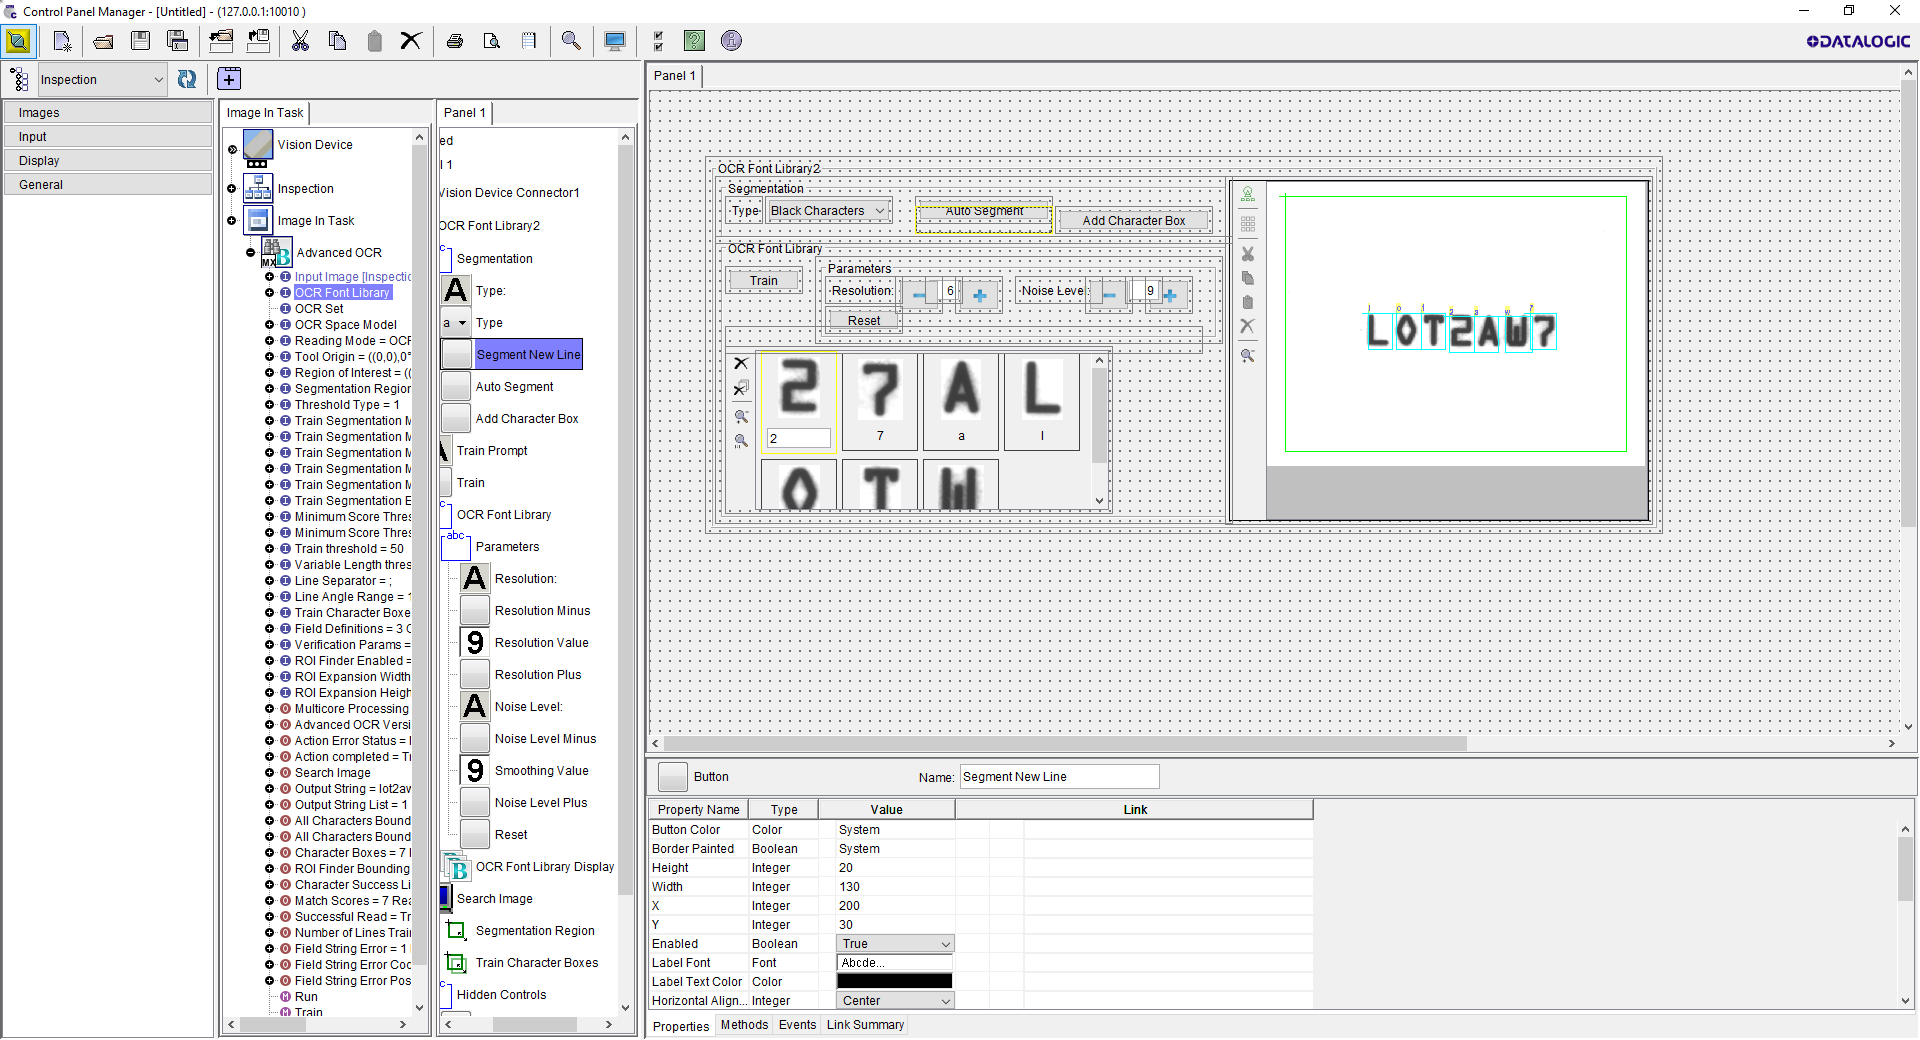 Control Panel Manager - [Untitled] - (127.0.0.1:10010 )
DATALOGIC
Inspection
Images
Input
Display
General
Image In Task
Vision Device
Inspection
Image In Task
Advanced OCR
Input Image [Inspectic
OCR Font Library
OCR Set
OCR Space Model
Reading Mode = OCF
Tool Origin = ((0,0),0°
Region of Interest = ((
Segmentation Region
Threshold Type = 1
Train Segmentation M
Train Segmentation M
Train Segmentation M
Train Segmentation M
Train Segmentation M
Train Segmentation E
Minimum Score Thres
Minimum Score Thres
Train threshold = 50
Variable Length thres
Line Separator = ;
Line Angle Range = 1
Train Character Boxe
Field Definitions = 3 C
Verification Params =
ROI Finder Enabled =
ROI Expansion Width
ROI Expansion Heigh
Multicore Processing
Advanced OCR Versi
Action Error Status = I
Action completed = Tr
Search Image
Output String = lot2aw
Output String List = 1
All Characters Bound
All Characters Bound
Character Boxes = 7 I
ROI Finder Bounding
Character Success Li
Match Scores = 7 Rea
Successful Read = Tr
Number of Lines Trai
Field String Error = 1
Field String Error Coc
Field String Error Pos
Run
Train
Panel 1
ed
l 1
Vision Device Connector1
OCR Font Library2
Segmentation
Type:
Type
Segment New Line
Auto Segment
Add Character Box
Train Prompt
Train
OCR Font Library
Parameters
Resolution:
Resolution Minus
Resolution Value
Resolution Plus
Noise Level:
Noise Level Minus
Smoothing Value
Noise Level Plus
Reset
OCR Font Library Display
Search Image
Segmentation Region
Train Character Boxes
Hidden Controls
Panel 1
OCR Font Library2
Segmentation
Type
Black Characters
Auto Segment
Add Character Box
OCR Font Library
Train
Parameters
Resolution:
6
Noise Level:
9
Reset
2 7 A L
2 7 a l
O T W
l o t 2 a w 7
LOT2AW7
Button
Name: Segment New Line
Property Name Type Value Link
Button Color Color System
Border Painted Boolean System
Height Integer 20
Width Integer 130
X Integer 200
Y Integer 30
Enabled Boolean True
Label Font Font Abcde...
Label Text Color Color
Horizontal Align... Integer Center
Properties Methods Events Link Summary